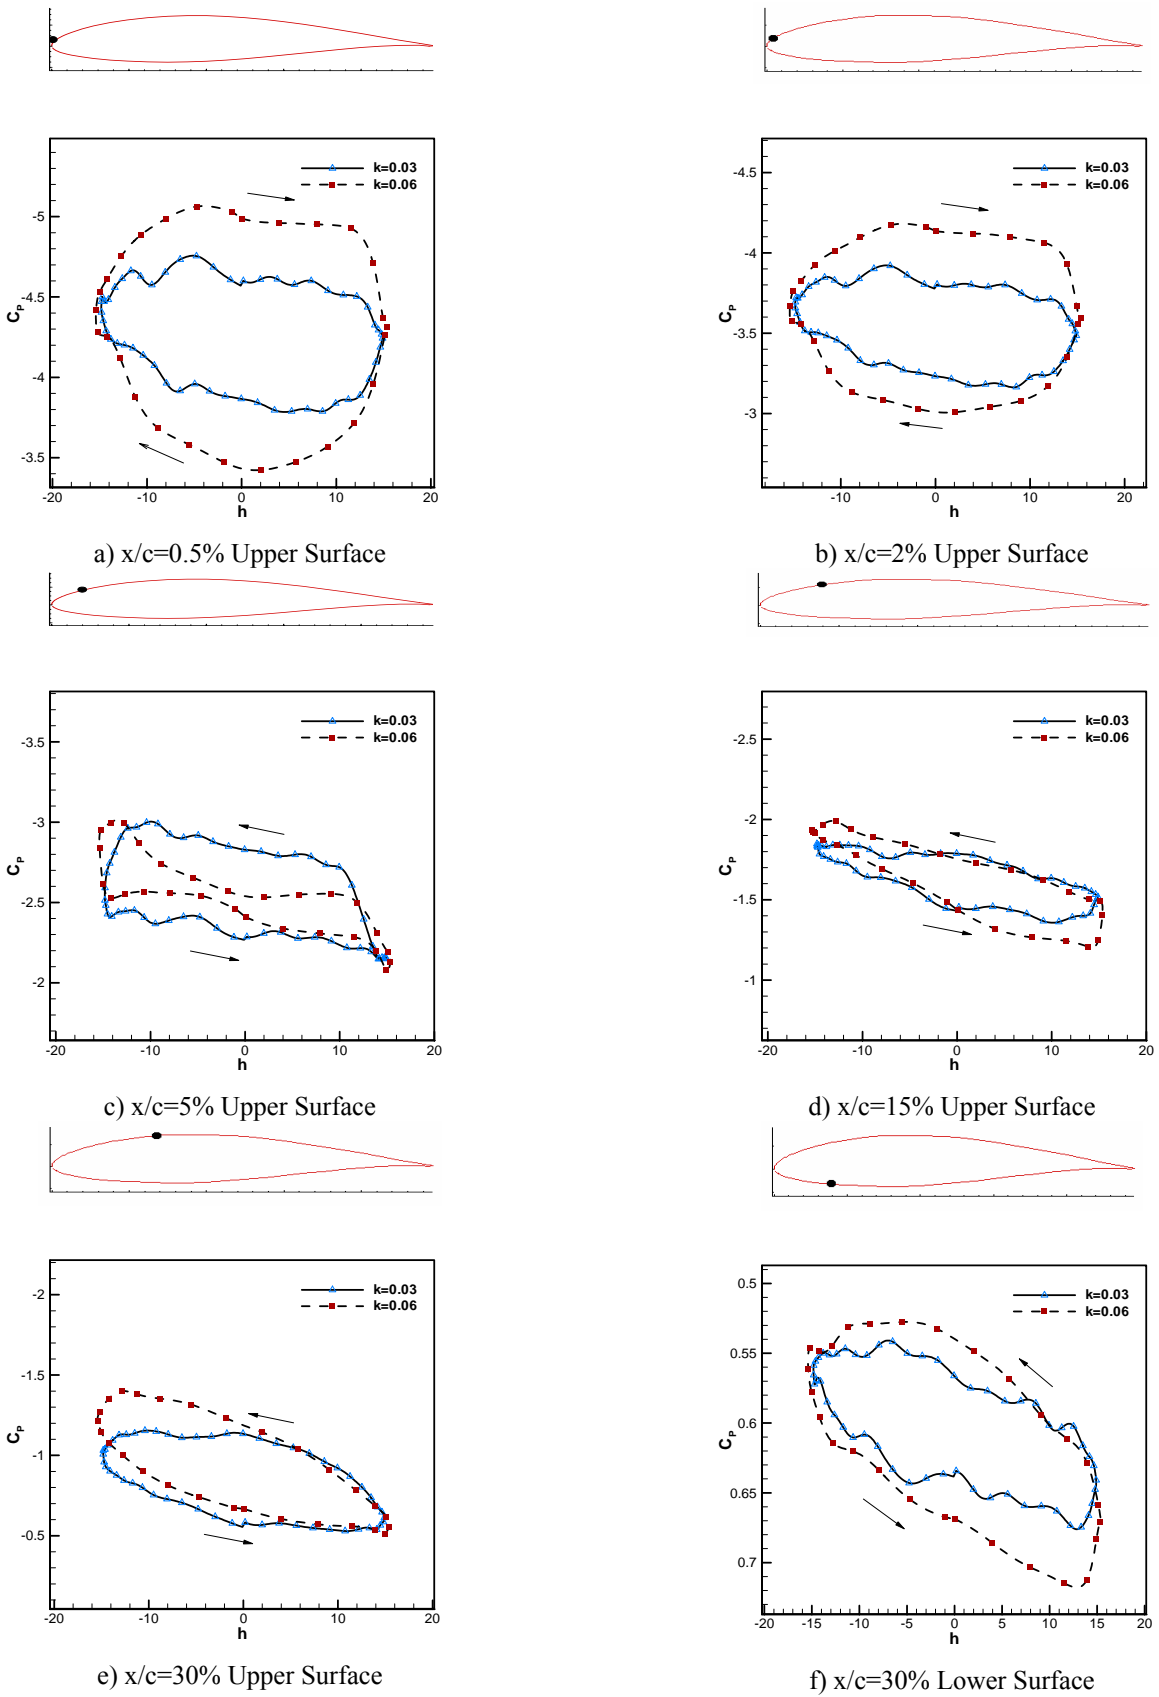 k=0.03
k=0.06
-5
-4.5
-4
-3.5
C_P
-20 -10 0 10 20
h
a) x/c=0.5% Upper Surface
k=0.03
k=0.06
-4.5
-4
-3.5
-3
C_P
-10 0 10 20
h
b) x/c=2% Upper Surface
k=0.03
k=0.06
-3.5
-3
-2.5
-2
C_P
-20 -10 0 10 20
h
c) x/c=5% Upper Surface
k=0.03
k=0.06
-2.5
-2
-1.5
-1
C_P
-20 -10 0 10 20
h
d) x/c=15% Upper Surface
k=0.03
k=0.06
-2
-1.5
-1
-0.5
C_P
-20 -10 0 10 20
h
e) x/c=30% Upper Surface
k=0.03
k=0.06
0.5
0.55
0.6
0.65
0.7
C_P
-20 -15 -10 -5 0 5 10 15 20
h
f) x/c=30% Lower Surface